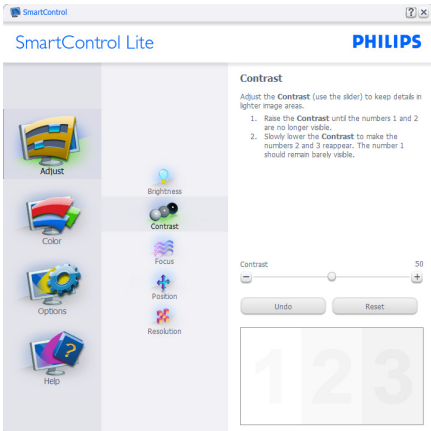 SmartControl
SmartControl Lite
PHILIPS
Adjust
Color
Options
Help
Brightness
Contrast
Focus
Position
Resolution
Contrast
Adjust the Contrast (use the slider) to keep details in
lighter image areas.
1. Raise the Contrast until the numbers 1 and 2
are no longer visible.
2. Slowly lower the Contrast to make the
numbers 2 and 3 reappear. The number 1
should remain barely visible.
Contrast 50
Undo Reset
1 2 3